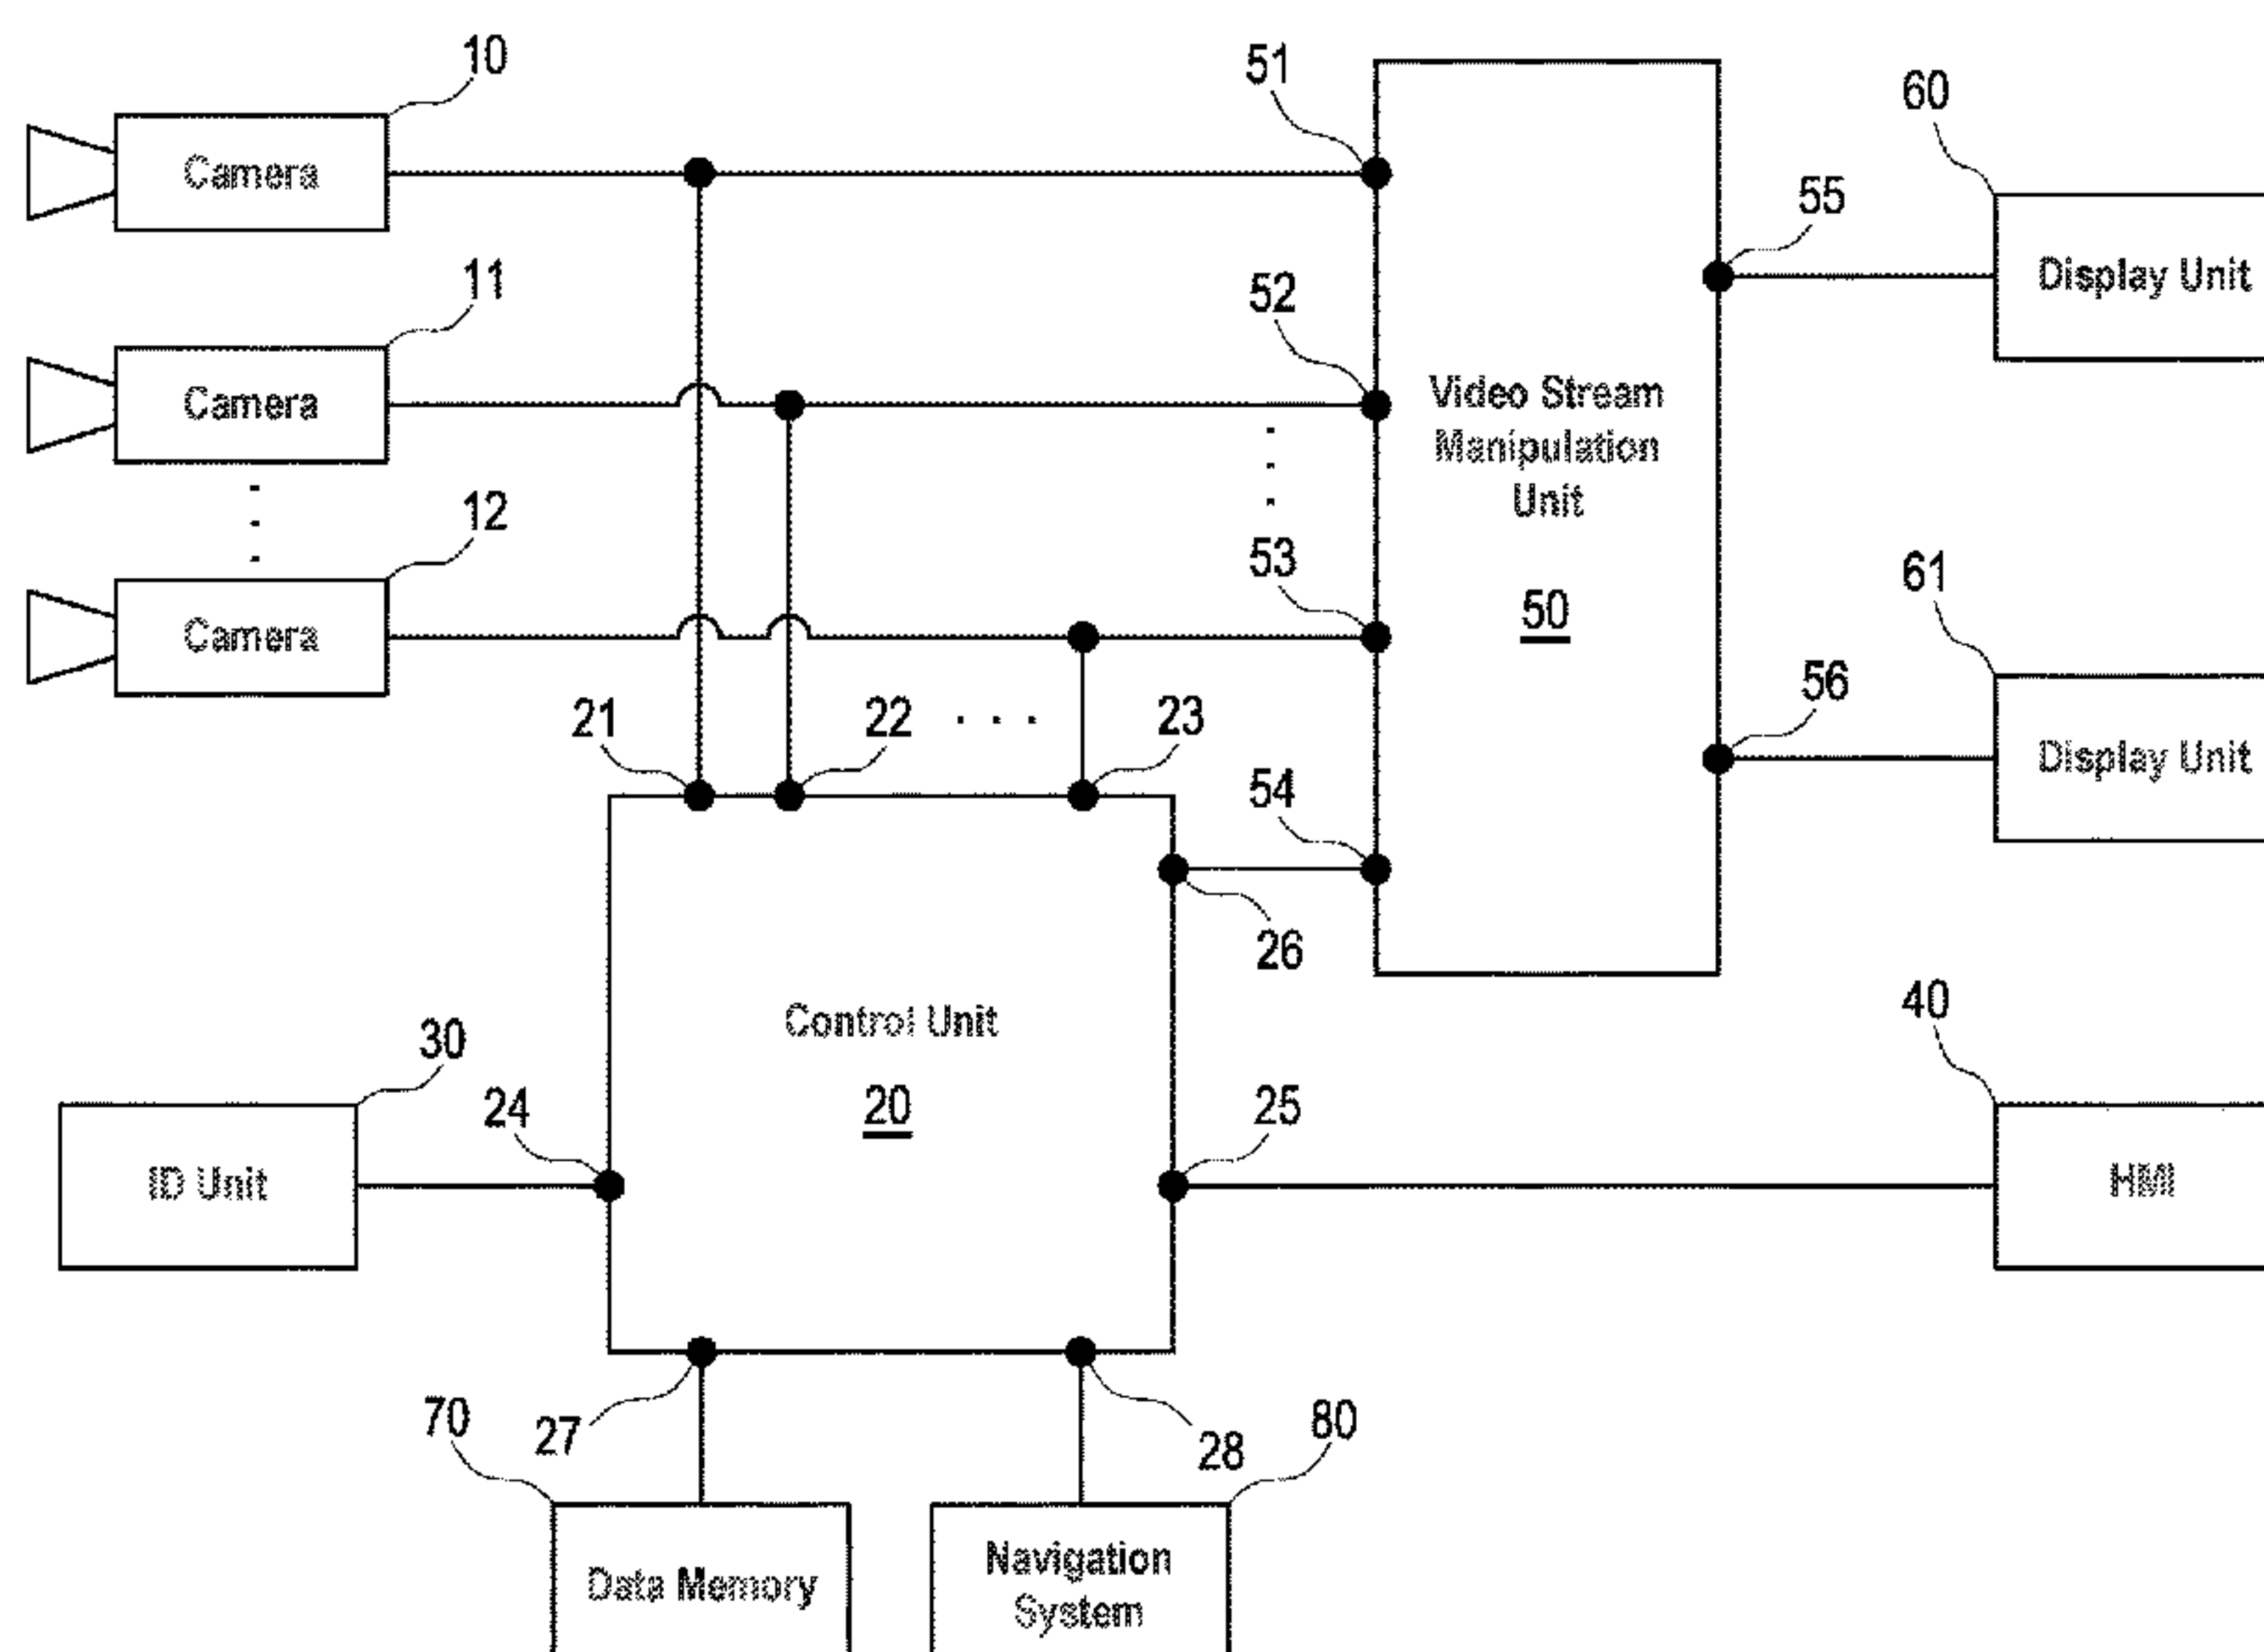 10
Camera
11
Camera
12
Camera
51
52
53
54
Video Stream
Manipulation
Unit
50
55
56
60
Display Unit
61
Display Unit
21
22
23
26
Control Unit
20
30
ID Unit
24
25
40
HMI
27
28
70
Data Memory
80
Navigation
System